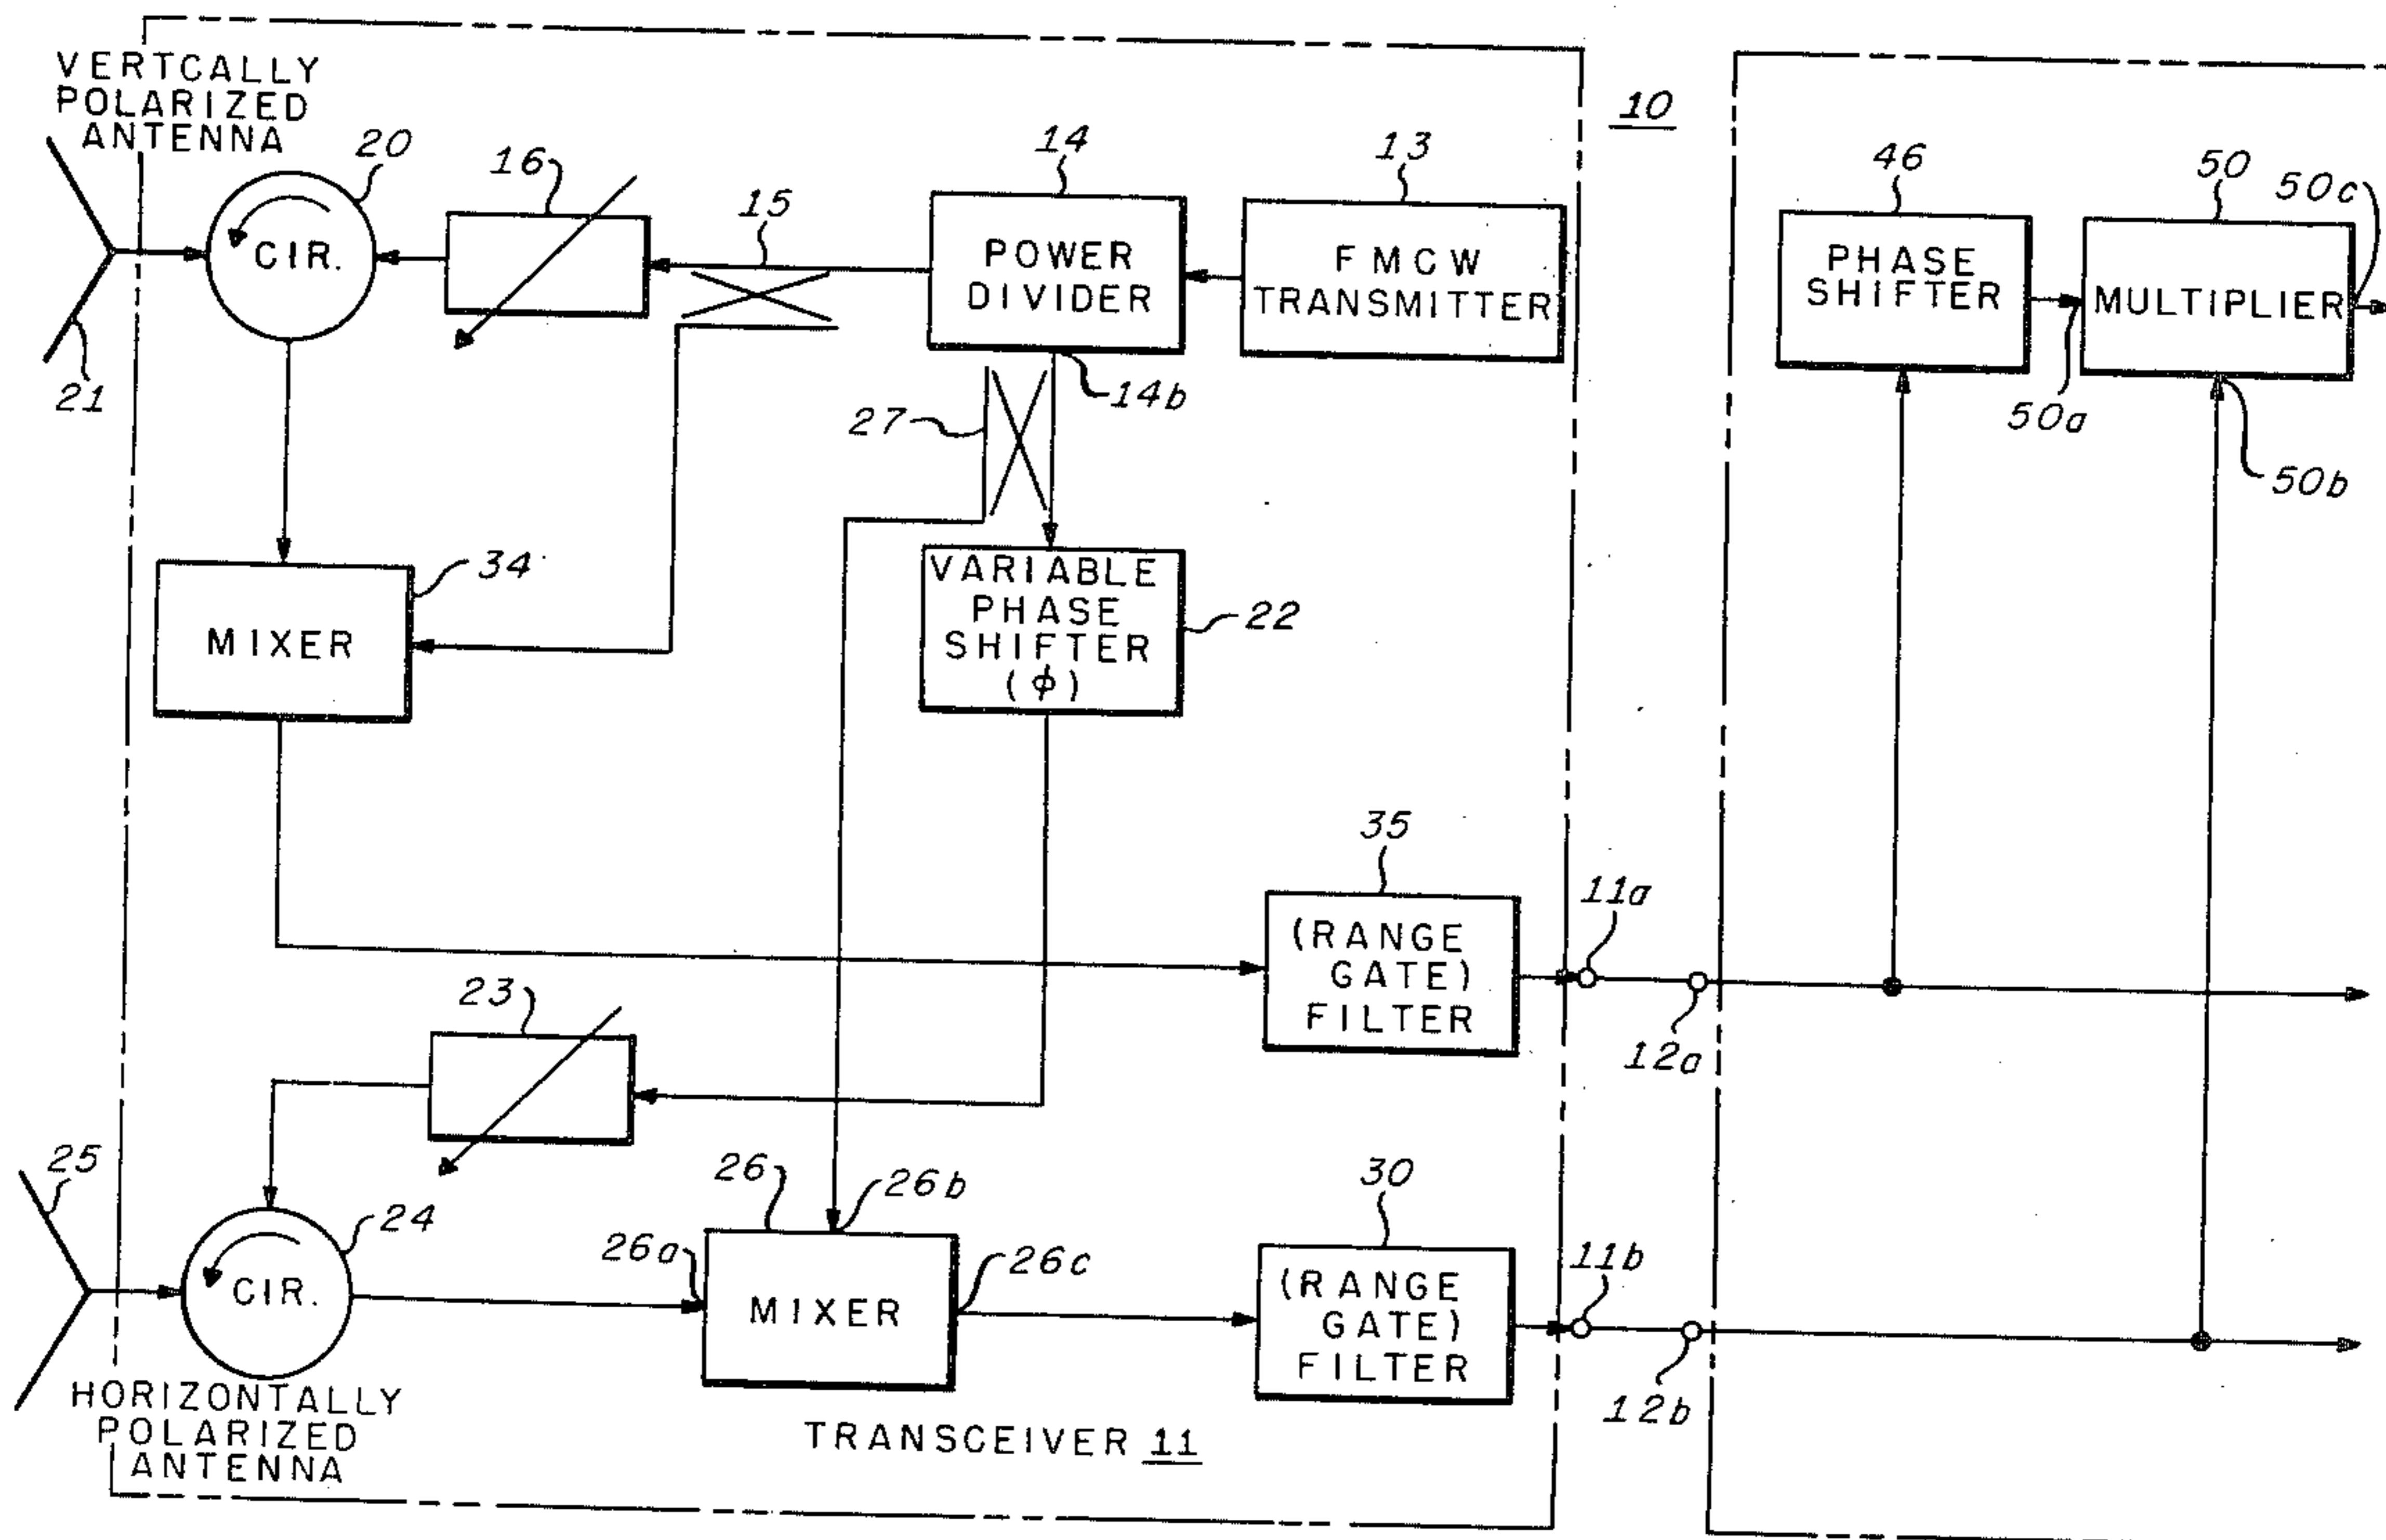 VERTCALLY
POLARIZED
ANTENNA
20
16
15
14
13
10
46
50
50c
CIR.
POWER
DIVIDER
FMCW
TRANSMITTER
PHASE
SHIFTER
MULTIPLIER
21
14b
27
50a
50b
34
MIXER
VARIABLE
PHASE
SHIFTER
(ϕ)
22
35
(RANGE
GATE)
FILTER
11a
12a
23
25
24
CIR.
26
26a
26b
26c
MIXER
30
(RANGE
GATE)
FILTER
11b
12b
HORIZONTALLY
POLARIZED
ANTENNA
TRANSCEIVER 11